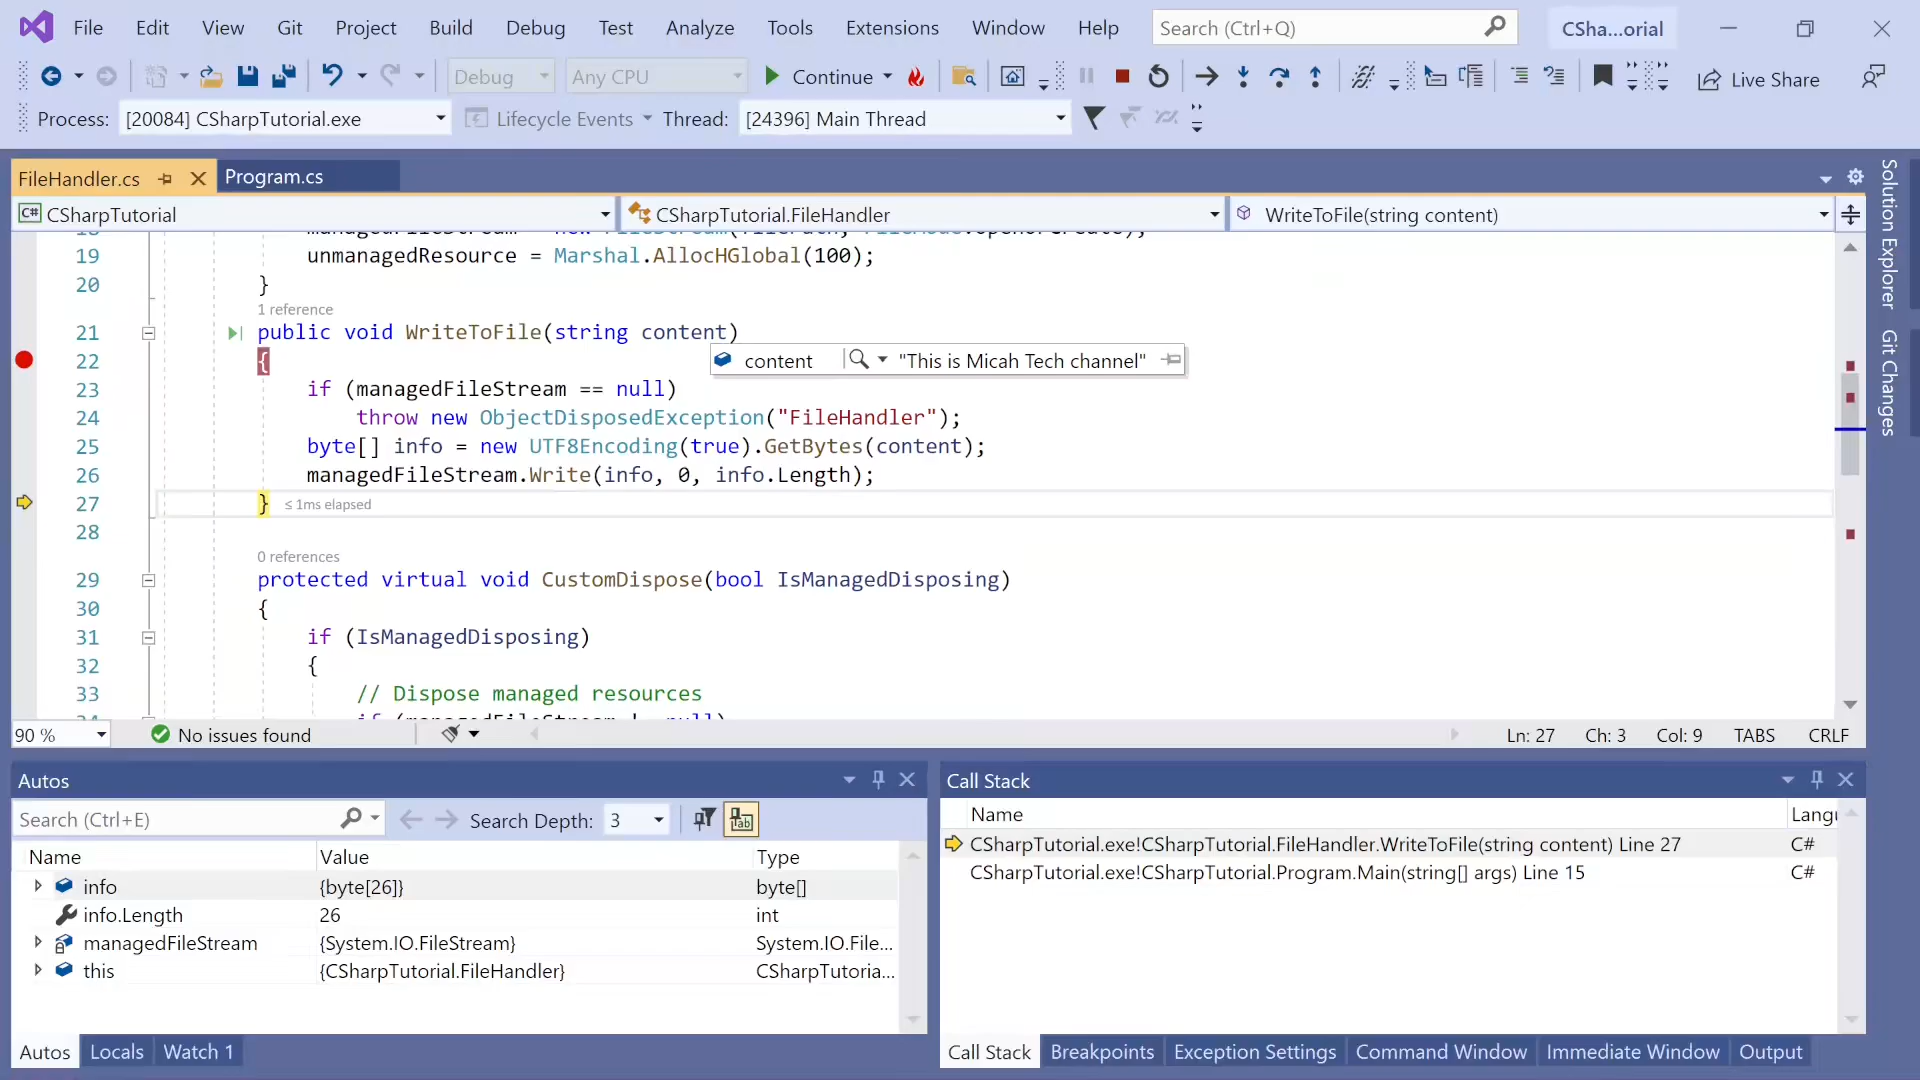 File Edit View Git Project Build Debug Test Analyze Tools Extensions Window Help Search (Ctrl+Q) CSha...orial
Debug Any CPU Continue Live Share
Process: [20084] CSharpTutorial.exe Lifecycle Events Thread: [24396] Main Thread
FileHandler.cs Program.cs
C# CSharpTutorial CSharpTutorial.FileHandler WriteToFile(string content)
19 unmanagedResource = Marshal.AllocHGlobal(100);
20 }
1 reference
21 public void WriteToFile(string content)
22 {
content "This is Micah Tech channel"
23 if (managedFileStream == null)
24 throw new ObjectDisposedException("FileHandler");
25 byte[] info = new UTF8Encoding(true).GetBytes(content);
26 managedFileStream.Write(info, 0, info.Length);
27 } ≤ 1ms elapsed
28
0 references
29 protected virtual void CustomDispose(bool IsManagedDisposing)
30 {
31 if (IsManagedDisposing)
32 {
33 // Dispose managed resources
90 % No issues found Ln: 27 Ch: 3 Col: 9 TABS CRLF
Solution Explorer
Git Changes
Autos
Search (Ctrl+E) Search Depth: 3
Name Value Type
info {byte[26]} byte[]
info.Length 26 int
managedFileStream {System.IO.FileStream} System.IO.File...
this {CSharpTutorial.FileHandler} CSharpTutoria...
Autos Locals Watch 1
Call Stack
Name Langu
CSharpTutorial.exe!CSharpTutorial.FileHandler.WriteToFile(string content) Line 27 C#
CSharpTutorial.exe!CSharpTutorial.Program.Main(string[] args) Line 15 C#
Call Stack Breakpoints Exception Settings Command Window Immediate Window Output